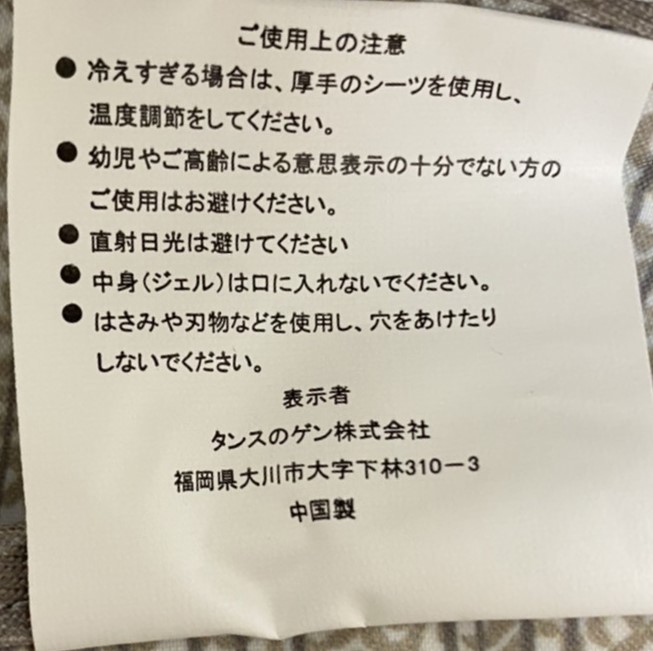 ご使用上の注意
●冷えすぎる場合は、厚手のシーツを使用し、
温度調節をしてください。
●幼児やご高齢による意思表示の十分でない方の
ご使用はお避けください。
●直射日光は避けてください
●中身(ジェル)は口に入れないでください。
●はさみや刃物などを使用し、穴をあけたり
しないでください。
表示者
タンスのゲン株式会社
福岡県大川市大字下林310－3
中国製